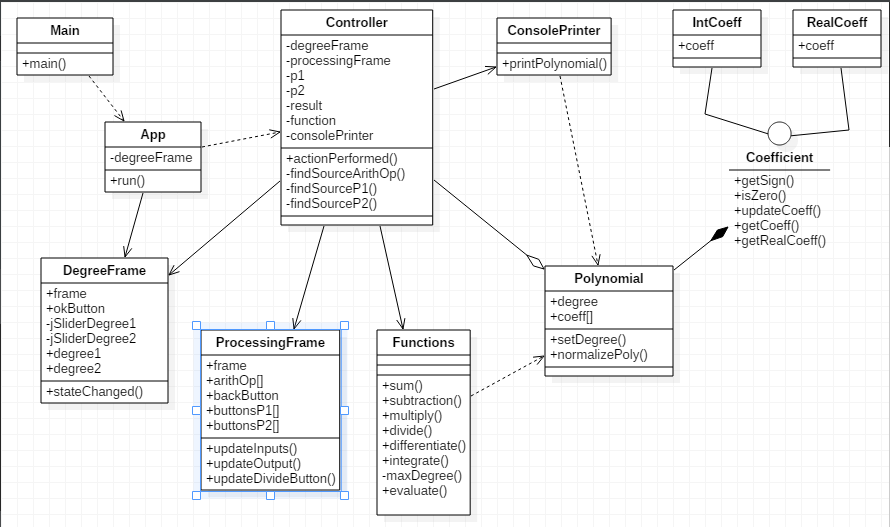 Main
+main()
App
-degreeFrame
+run()
Controller
-degreeFrame
-processingFrame
-p1
-p2
-result
-function
-consolePrinter
+actionPerformed()
-findSourceArithOp()
-findSourceP1()
-findSourceP2()
ConsolePrinter
+printPolynomial()
IntCoeff
+coeff
RealCoeff
+coeff
Coefficient
+getSign()
+isZero()
+updateCoeff()
+getCoeff()
+getRealCoeff()
DegreeFrame
+frame
+okButton
-jSliderDegree1
-jSliderDegree2
+degree1
+degree2
+stateChanged()
ProcessingFrame
+frame
+arithOp[]
+backButton
+buttonsP1[]
+buttonsP2[]
+updateInputs()
+updateOutput()
+updateDivideButton()
Functions
+sum()
+subtraction()
+multiply()
+divide()
+differentiate()
+integrate()
-maxDegree()
+evaluate()
Polynomial
+degree
+coeff[]
+setDegree()
+normalizePoly()